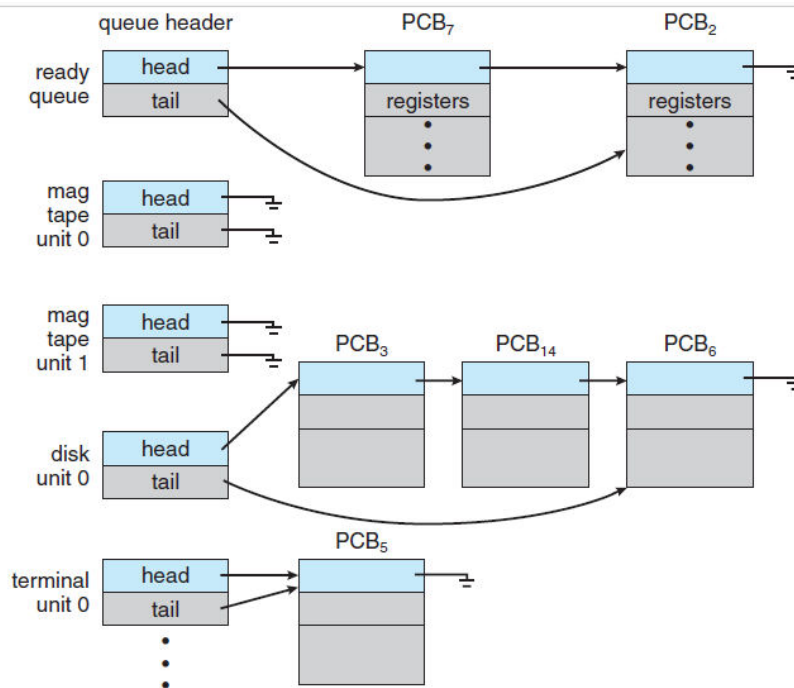 queue header
PCB7
PCB2
ready
queue
head
tail
registers
registers
mag
tape
unit 0
head
tail
mag
tape
unit 1
head
tail
PCB3
PCB14
PCB6
disk
unit 0
head
tail
PCB5
terminal
unit 0
head
tail